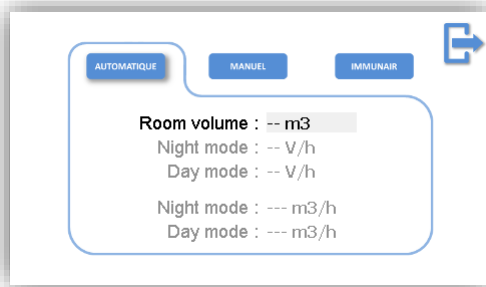 AUTOMATIQUE MANUEL IMMUNAIR
Room volume : -- m3
Night mode : -- V/h
Day mode : -- V/h
Night mode : --- m3/h
Day mode : --- m3/h